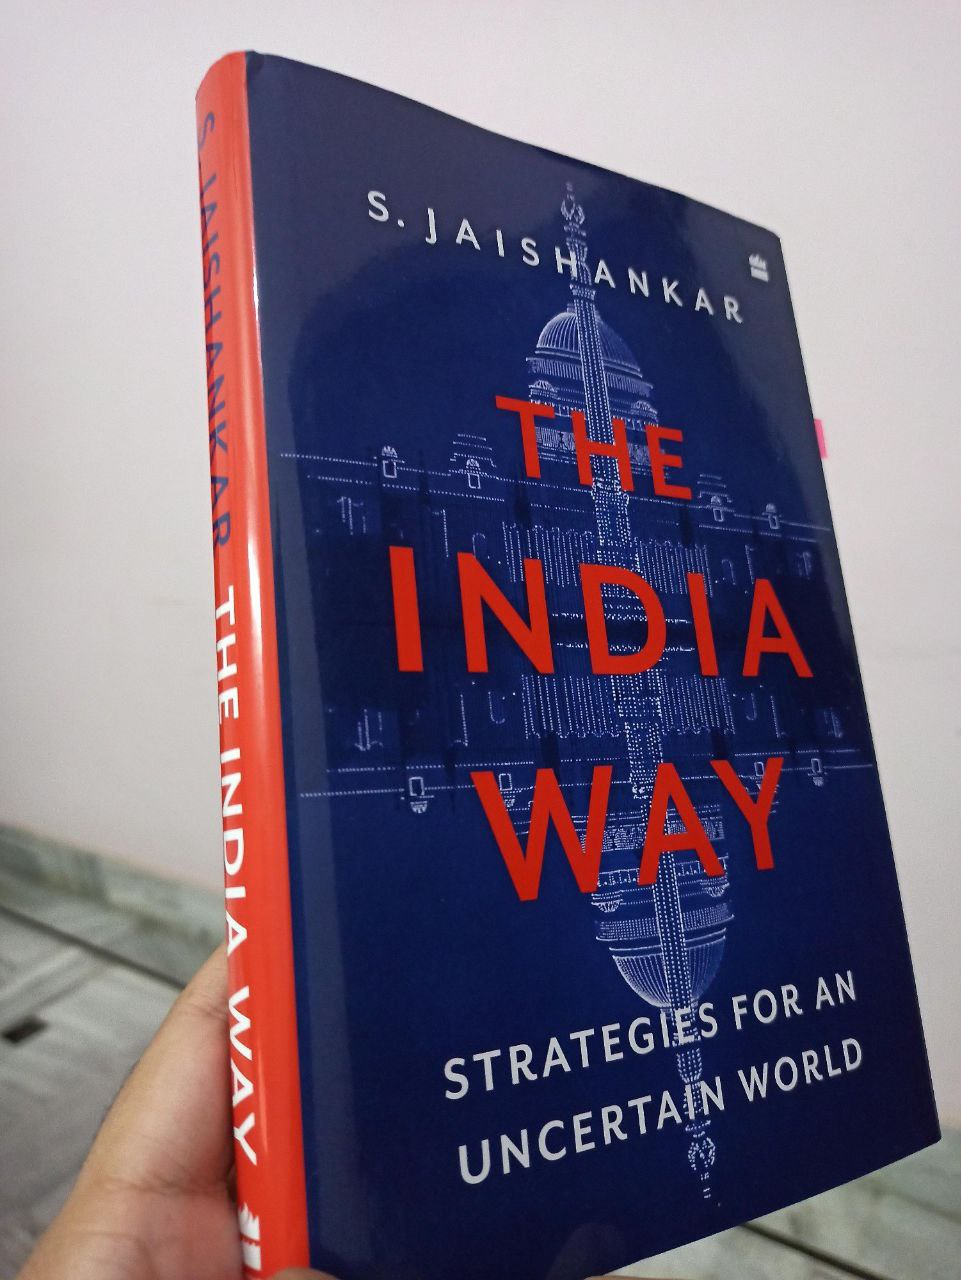 S. JAISHANKAR
THE
INDIA
WAY
STRATEGIES FOR AN
UNCERTAIN WORLD
S. JAISHANKAR THE INDIA WAY